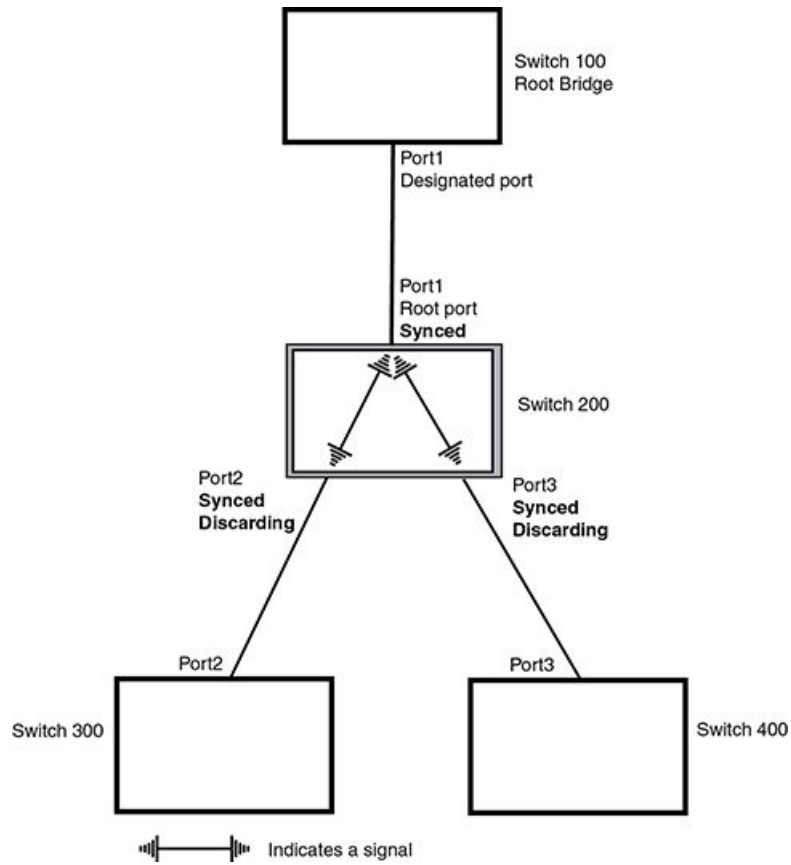 Switch 100
Root Bridge
Port1
Designated port
Port1
Root port
Synced
Switch 200
Port2
Synced
Discarding
Port3
Synced
Discarding
Port2
Port3
Switch 300
Switch 400
Indicates a signal